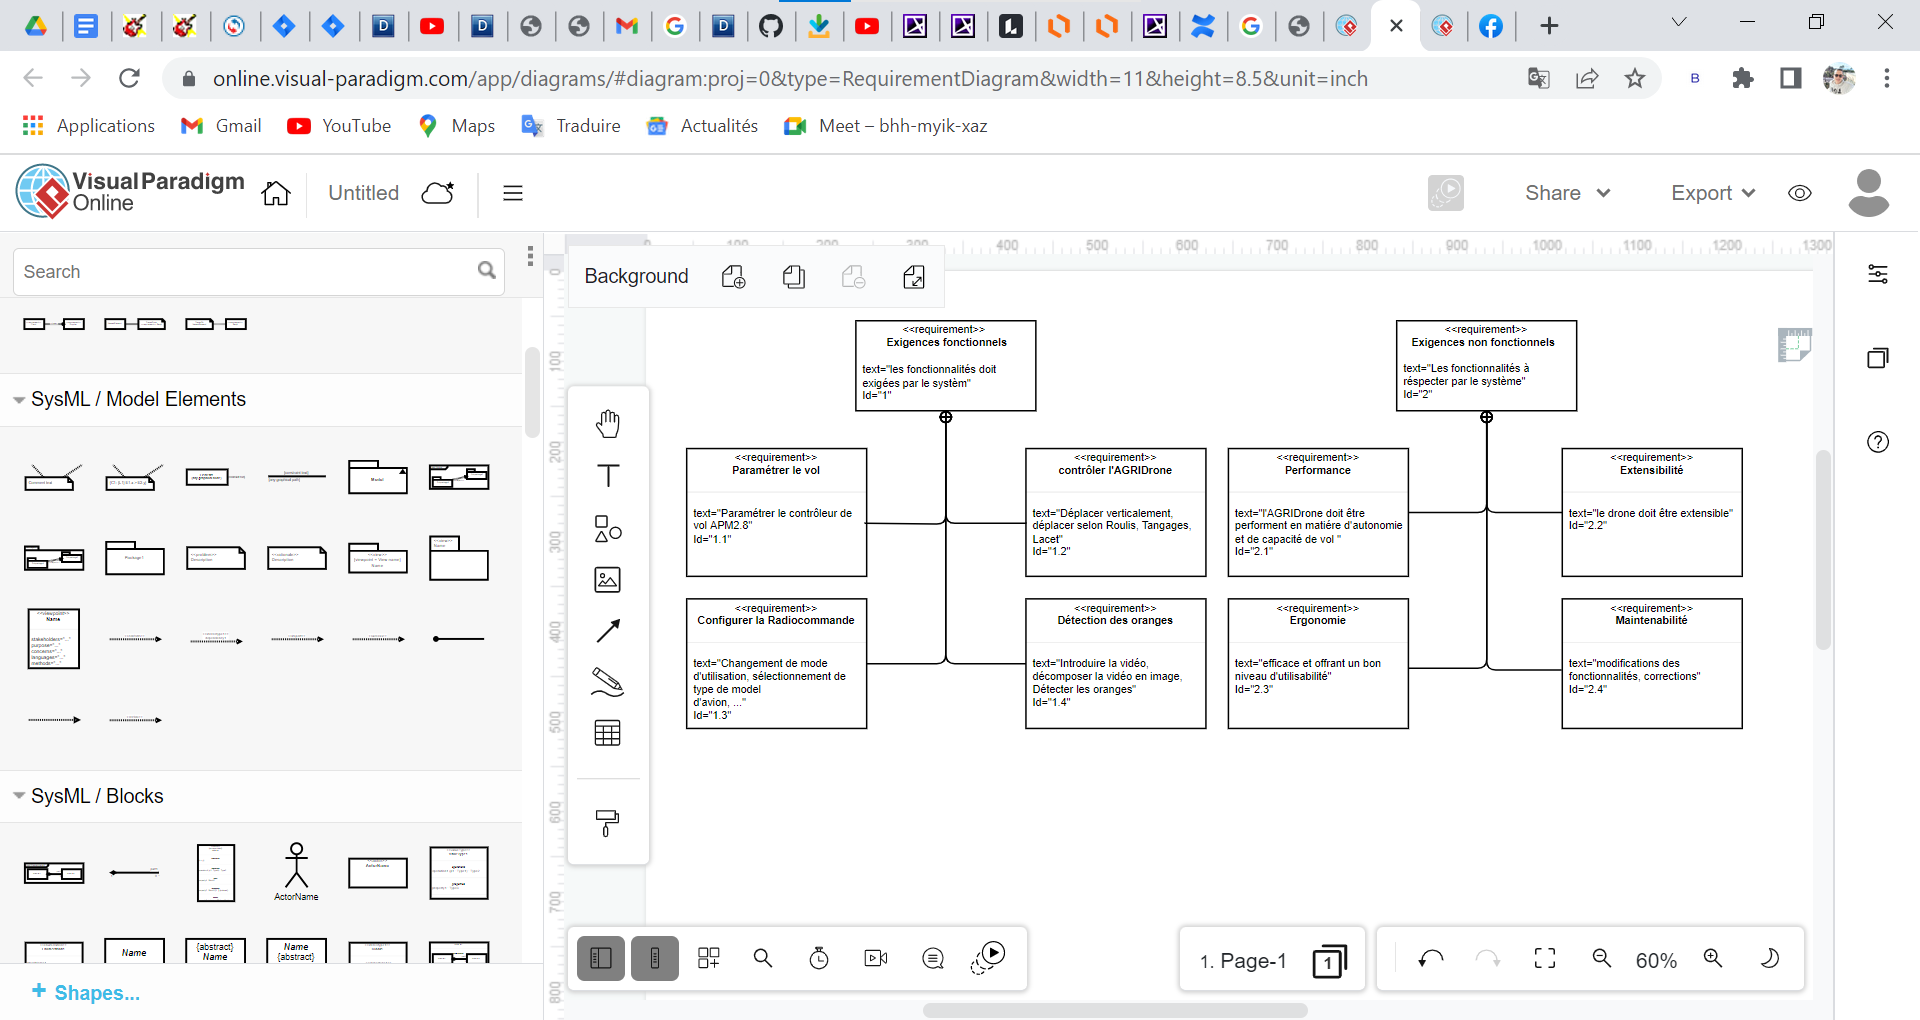 online.visual-paradigm.com/app/diagrams/#diagram:proj=0&type=RequirementDiagram&width=11&height=8.5&unit=inch
Applications
Gmail
YouTube
Maps
Traduire
Actualités
Meet – bhh-myik-xaz
Visual Paradigm
Online
Untitled
Share
Export
Search
Background
SysML / Model Elements
SysML / Blocks
ActorName
Name
{abstract}
Name
Name
{abstract}
+ Shapes...
<<requirement>>
Exigences fonctionnels
text="les fonctionnalités doit
exigées par le systèm"
Id="1"
<<requirement>>
Exigences non fonctionnels
text="Les fonctionnalités à
réspecter par le système"
Id="2"
<<requirement>>
Paramétrer le vol
text="Paramétrer le contrôleur de
vol APM2.8"
Id="1.1"
<<requirement>>
contrôler l'AGRIDrone
text="Déplacer verticalement,
déplacer selon Roulis, Tangages,
Lacet"
Id="1.2"
<<requirement>>
Performance
text="l'AGRIDrone doit être
performent en matiére d'autonomie
et de capacité de vol "
Id="2.1"
<<requirement>>
Extensibilité
text="le drone doit être extensible"
Id="2.2"
<<requirement>>
Configurer la Radiocommande
text="Changement de mode
d'utilisation, sélectionnement de
type de model
d'avion, ..."
Id="1.3"
<<requirement>>
Détection des oranges
text="Introduire la vidéo,
décomposer la vidéo en image,
Détecter les oranges"
Id="1.4"
<<requirement>>
Ergonomie
text="efficace et offrant un bon
niveau d'utilisabilité"
Id="2.3"
<<requirement>>
Maintenabilité
text="modifications des
fonctionnalités, corrections"
Id="2.4"
1. Page-1
1
60%